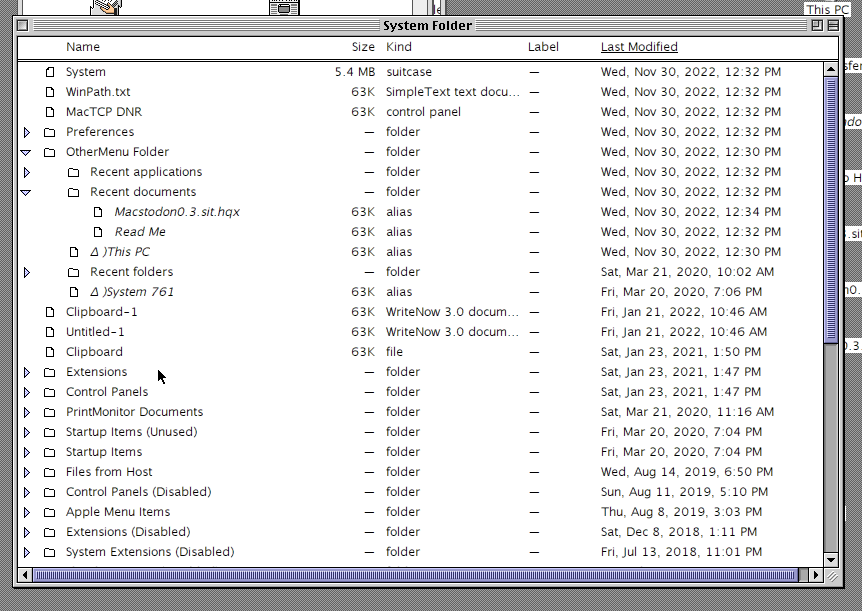 This PC
System Folder
Name Size Kind Label Last Modified
System 5.4 MB suitcase — Wed, Nov 30, 2022, 12:32 PM
WinPath.txt 63K SimpleText text docu... — Wed, Nov 30, 2022, 12:32 PM
MacTCP DNR 63K control panel — Wed, Nov 30, 2022, 12:32 PM
Preferences — folder — Wed, Nov 30, 2022, 12:32 PM
OtherMenu Folder — folder — Wed, Nov 30, 2022, 12:30 PM
Recent applications — folder — Wed, Nov 30, 2022, 12:32 PM
Recent documents — folder — Wed, Nov 30, 2022, 12:32 PM
Macstodon0.3.sit.hqx 63K alias — Wed, Nov 30, 2022, 12:34 PM
Read Me 63K alias — Wed, Nov 30, 2022, 12:32 PM
Δ )This PC 63K alias — Wed, Nov 30, 2022, 12:30 PM
Recent folders — folder — Sat, Mar 21, 2020, 10:02 AM
Δ )System 761 63K alias — Fri, Mar 20, 2020, 7:06 PM
Clipboard-1 63K WriteNow 3.0 docum... — Fri, Jan 21, 2022, 10:46 AM
Untitled-1 63K WriteNow 3.0 docum... — Fri, Jan 21, 2022, 10:46 AM
Clipboard 63K file — Sat, Jan 23, 2021, 1:50 PM
Extensions — folder — Sat, Jan 23, 2021, 1:47 PM
Control Panels — folder — Sat, Jan 23, 2021, 1:47 PM
PrintMonitor Documents — folder — Sat, Mar 21, 2020, 11:16 AM
Startup Items (Unused) — folder — Fri, Mar 20, 2020, 7:04 PM
Startup Items — folder — Fri, Mar 20, 2020, 7:04 PM
Files from Host — folder — Wed, Aug 14, 2019, 6:50 PM
Control Panels (Disabled) — folder — Sun, Aug 11, 2019, 5:10 PM
Apple Menu Items — folder — Thu, Aug 8, 2019, 3:03 PM
Extensions (Disabled) — folder — Sat, Dec 8, 2018, 1:11 PM
System Extensions (Disabled) — folder — Fri, Jul 13, 2018, 11:01 PM